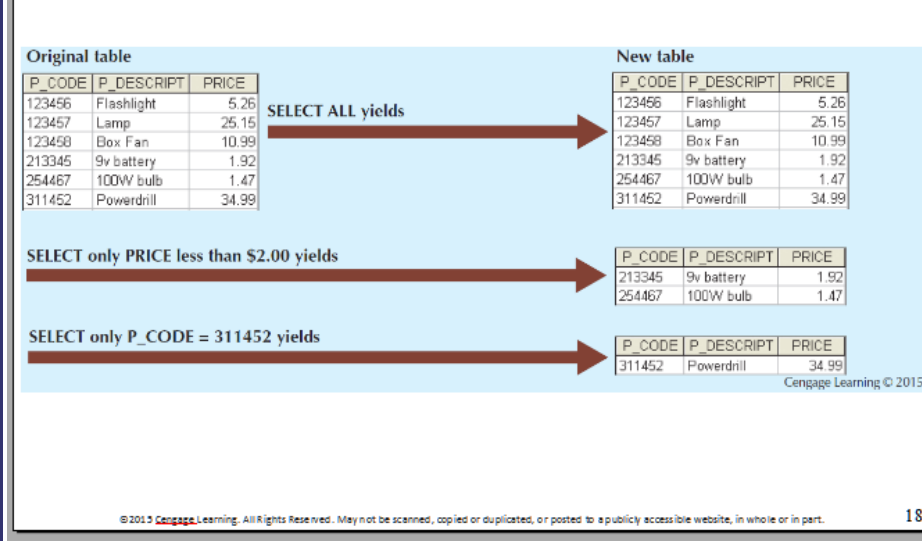 Original table
P_CODE P_DESCRIPT PRICE
123456 Flashlight 5.26
123457 Lamp 25.15
123458 Box Fan 10.99
213345 9v battery 1.92
254467 100W bulb 1.47
311452 Powerdrill 34.99
SELECT ALL yields
New table
P_CODE P_DESCRIPT PRICE
123456 Flashlight 5.26
123457 Lamp 25.15
123458 Box Fan 10.99
213345 9v battery 1.92
254467 100W bulb 1.47
311452 Powerdrill 34.99
SELECT only PRICE less than $2.00 yields
P_CODE P_DESCRIPT PRICE
213345 9v battery 1.92
254467 100W bulb 1.47
SELECT only P_CODE = 311452 yields
P_CODE P_DESCRIPT PRICE
311452 Powerdrill 34.99
Cengage Learning © 2015
©2015 Cengage Learning. All Rights Reserved. May not be scanned, copied or duplicated, or posted to a publicly accessible website, in whole or in part.
18